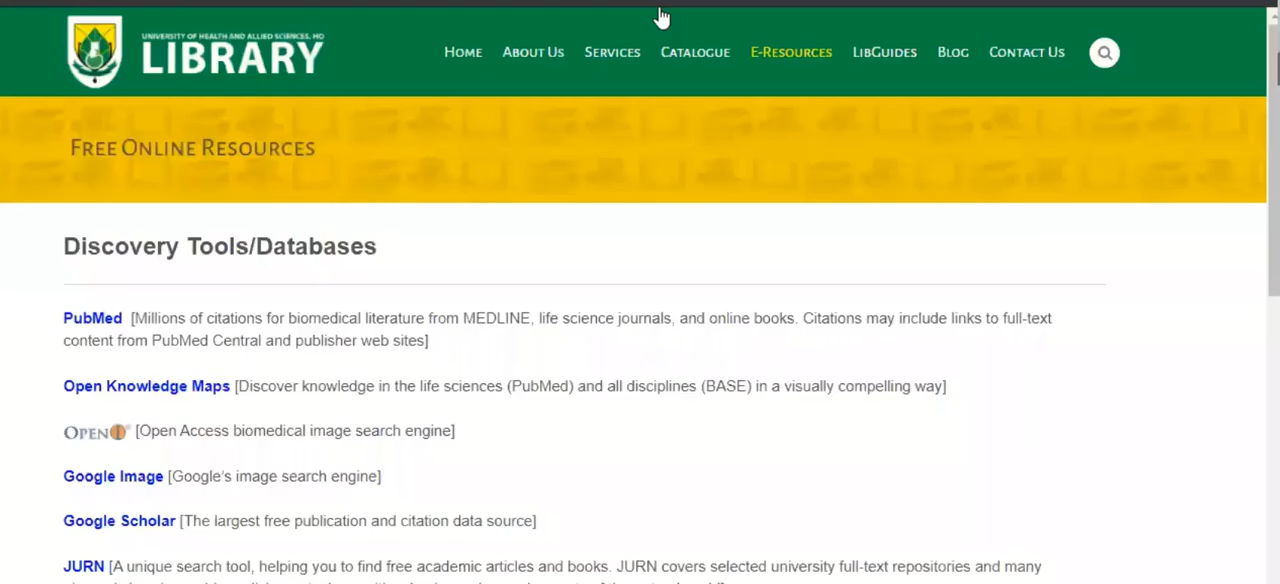 UNIVERSITY OF HEALTH AND ALLIED SCIENCES, HO
LIBRARY
HOME ABOUT US SERVICES CATALOGUE E-RESOURCES LIBGUIDES BLOG CONTACT US
FREE ONLINE RESOURCES
Discovery Tools/Databases
PubMed [Millions of citations for biomedical literature from MEDLINE, life science journals, and online books. Citations may include links to full-text
content from PubMed Central and publisher web sites]
Open Knowledge Maps [Discover knowledge in the life sciences (PubMed) and all disciplines (BASE) in a visually compelling way]
OPENI [Open Access biomedical image search engine]
Google Image [Google's image search engine]
Google Scholar [The largest free publication and citation data source]
JURN [A unique search tool, helping you to find free academic articles and books. JURN covers selected university full-text repositories and many